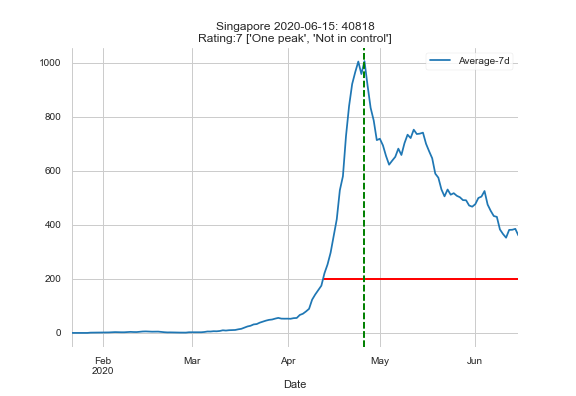 Singapore 2020-06-15: 40818
Rating:7 ['One peak', 'Not in control']
Average-7d
1000
800
600
400
200
0
Feb
2020
Mar
Apr
May
Jun
Date